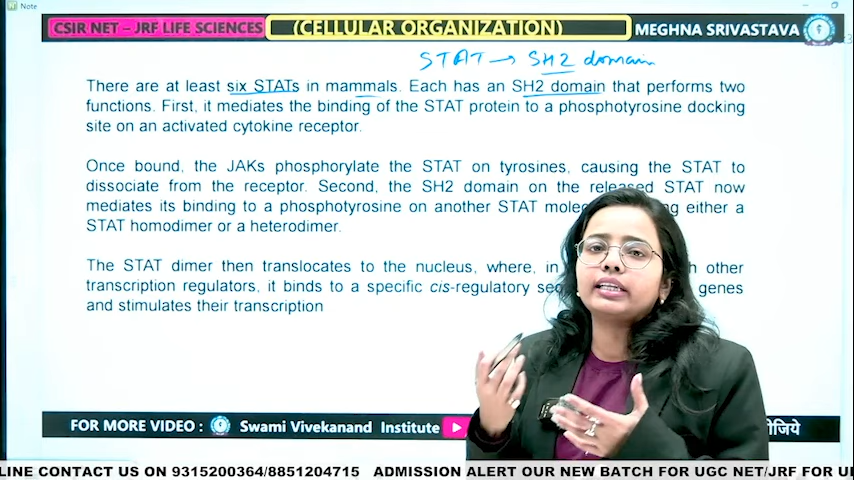 Note
CSIR NET – JRF LIFE SCIENCES (CELLULAR ORGANIZATION) MEGHNA SRIVASTAVA
STAT → SH2 domain
There are at least six STATs in mammals. Each has an SH2 domain that performs two
functions. First, it mediates the binding of the STAT protein to a phosphotyrosine docking
site on an activated cytokine receptor.
Once bound, the JAKs phosphorylate the STAT on tyrosines, causing the STAT to
dissociate from the receptor. Second, the SH2 domain on the released STAT now
mediates its binding to a phosphotyrosine on another STAT either a
STAT homodimer or a heterodimer.
The STAT dimer then translocates to the nucleus, where, in other
transcription regulators, it binds to a specific cis-regulatory genes
and stimulates their transcription
FOR MORE VIDEO : Swami Vivekanand Institute
LINE CONTACT US ON 9315200364/8851204715 ADMISSION ALERT OUR NEW BATCH FOR UGC NET/JRF FOR